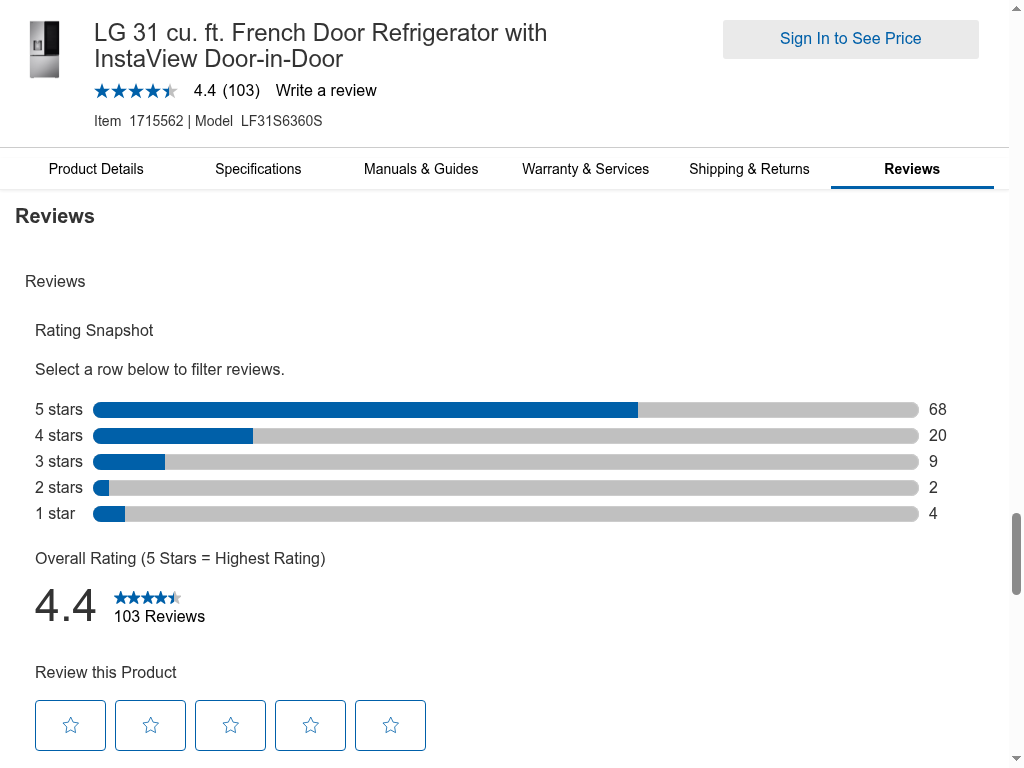 LG 31 cu. ft. French Door Refrigerator with
InstaView Door-in-Door
Sign In to See Price
4.4 (103) Write a review
Item 1715562 | Model LF31S6360S
Product Details Specifications Manuals & Guides Warranty & Services Shipping & Returns Reviews
Reviews
Reviews
Rating Snapshot
Select a row below to filter reviews.
5 stars 68
4 stars 20
3 stars 9
2 stars 2
1 star 4
Overall Rating (5 Stars = Highest Rating)
4.4
103 Reviews
Review this Product